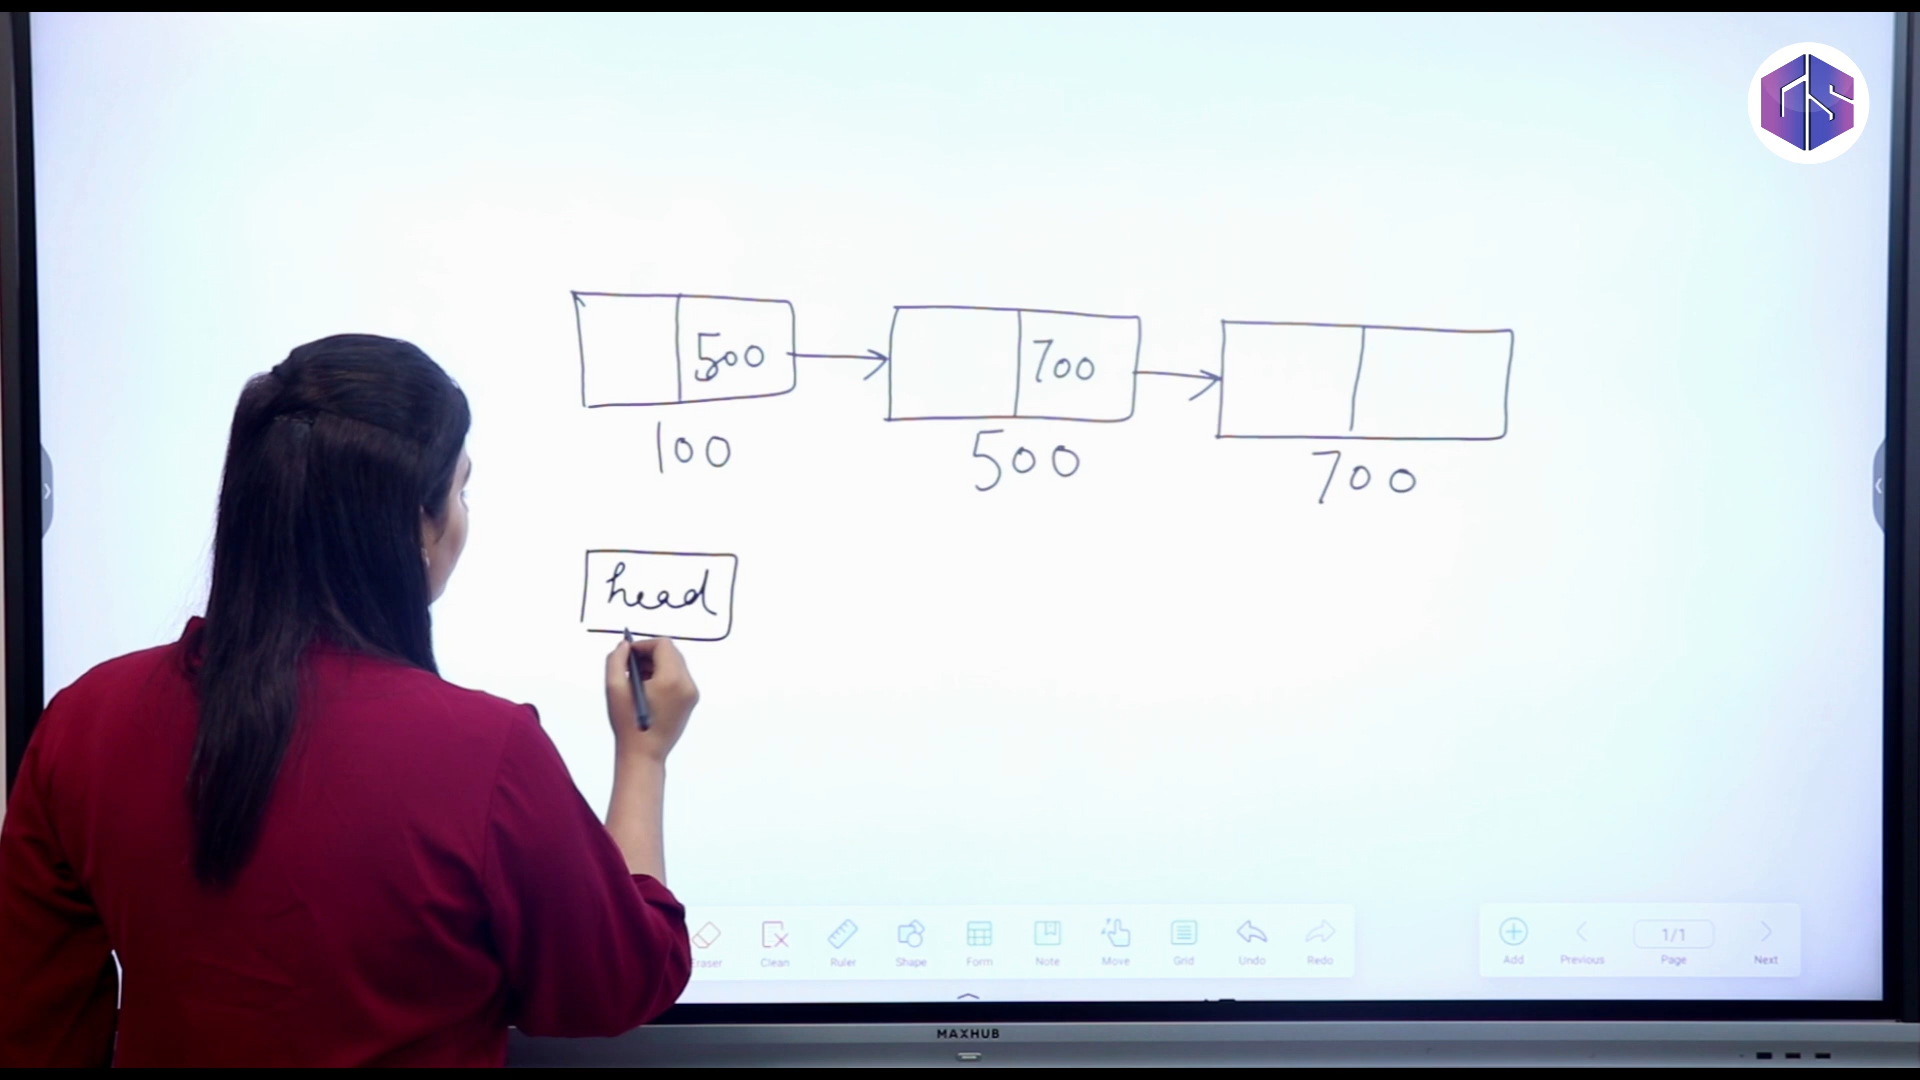 500
700
100
500
700
head
Eraser
Clean
Ruler
Shape
Form
Note
Move
Grid
Undo
Redo
Add
Previous
1/1
Page
Next
MAXHUB